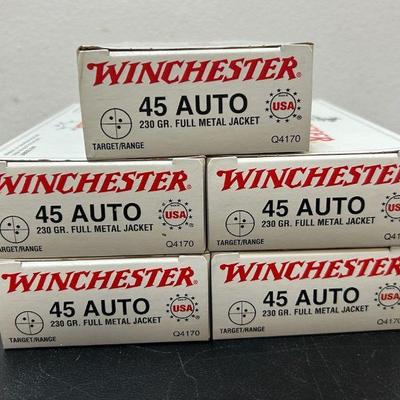 WINCHESTER®
45 AUTO
USA
230 GR. FULL METAL JACKET
TARGET/RANGE
Q4170
WINCHESTER®
45 AUTO
USA
230 GR. FULL METAL JACKET
TARGET/RANGE
Q4170
WINCHESTER®
45 AUTO
US
230 GR. FULL METAL JACKET
TARGET/RANGE
Q41
WINCHESTER®
45 AUTO
USA
230 GR. FULL METAL JACKET
TARGET/RANGE
Q4170
WINCHESTER
45 AUTO
USA
230 GR. FULL METAL JACKET
TARGET/RANGE
Q4170